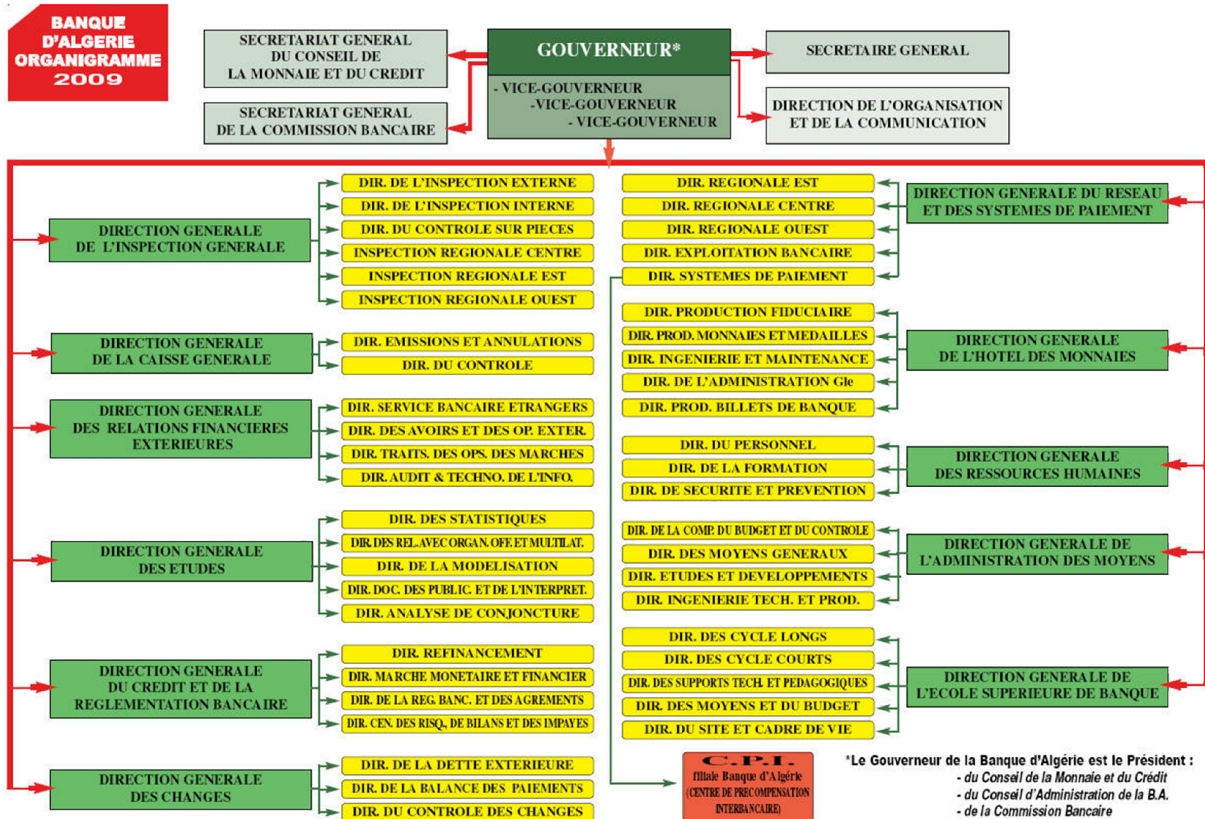 BANQUE
D'ALGERIE
ORGANIGRAMME
2009
SECRETARIAT GENERAL
DU CONSEIL DE
LA MONNAIE ET DU CREDIT
SECRETARIAT GENERAL
DE LA COMMISSION BANCAIRE
GOUVERNEUR*
- VICE-GOUVERNEUR
-VICE-GOUVERNEUR
- VICE-GOUVERNEUR
SECRETAIRE GENERAL
DIRECTION DE L'ORGANISATION
ET DE LA COMMUNICATION
DIRECTION GENERALE
DE L'INSPECTION GENERALE
DIR. DE L'INSPECTION EXTERNE
DIR. DE L'INSPECTION INTERNE
DIR. DU CONTROLE SUR PIECES
INSPECTION REGIONALE CENTRE
INSPECTION REGIONALE EST
INSPECTION REGIONALE OUEST
DIRECTION GENERALE
DE LA CAISSE GENERALE
DIR. EMISSIONS ET ANNULATIONS
DIR. DU CONTROLE
DIRECTION GENERALE
DES RELATIONS FINANCIERES
EXTERIEURES
DIR. SERVICE BANCAIRE ETRANGERS
DIR. DES AVOIRS ET DES OP. EXTER.
DIR. TRAITS. DES OPS. DES MARCHES
DIR. AUDIT & TECHNO. DE L'INFO.
DIRECTION GENERALE
DES ETUDES
DIR. DES STATISTIQUES
DIR. DES REL. AVEC ORGAN. OFF. ET MULTILAT.
DIR. DE LA MODELISATION
DIR. DOC. DES PUBLIC. ET DE L'INTERPRET.
DIR. ANALYSE DE CONJONCTURE
DIRECTION GENERALE
DU CREDIT ET DE LA
REGLEMENTATION BANCAIRE
DIR. REFINANCEMENT
DIR. MARCHE MONETAIRE ET FINANCIER
DIR. DE LA REG. BANC. ET DES AGREMENTS
DIR. CEN. DES RISQ., DE BILANS ET DES IMPAYES
DIRECTION GENERALE
DES CHANGES
DIR. DE LA DETTE EXTERIEURE
DIR. DE LA BALANCE DES PAIEMENTS
DIR. DU CONTROLE DES CHANGES
DIR. REGIONALE EST
DIR. REGIONALE CENTRE
DIR. REGIONALE OUEST
DIR. EXPLOITATION BANCAIRE
DIR. SYSTEMES DE PAIEMENT
DIRECTION GENERALE DU RESEAU
ET DES SYSTEMES DE PAIEMENT
DIR. PRODUCTION FIDUCIAIRE
DIR. PROD. MONNAIES ET MEDAILLES
DIR. INGENIERIE ET MAINTENANCE
DIR. DE L'ADMINISTRATION Gle
DIR. PROD. BILLETS DE BANQUE
DIRECTION GENERALE
DE L'HOTEL DES MONNAIES
DIR. DU PERSONNEL
DIR. DE LA FORMATION
DIR. DE SECURITE ET PREVENTION
DIRECTION GENERALE
DES RESSOURCES HUMAINES
DIR. DE LA COMP. DU BUDGET ET DU CONTROLE
DIR. DES MOYENS GENERAUX
DIR. ETUDES ET DEVELOPPEMENTS
DIR. INGENIERIE TECH. ET PROD.
DIRECTION GENERALE DE
L'ADMINISTRATION DES MOYENS
DIR. DES CYCLE LONGS
DIR. DES CYCLE COURTS
DIR. DES SUPPORTS TECH. ET PEDAGOGIQUES
DIR. DES MOYENS ET DU BUDGET
DIR. DU SITE ET CADRE DE VIE
DIRECTION GENERALE DE
L'ECOLE SUPERIEURE DE BANQUE
C.P.I.
filiale Banque d'Algérie
(CENTRE DE PRECOMPENSATION
INTERBANCAIRE)
*Le Gouverneur de la Banque d'Algérie est le Président :
- du Conseil de la Monnaie et du Crédit
- du Conseil d'Administration de la B.A.
- de la Commission Bancaire